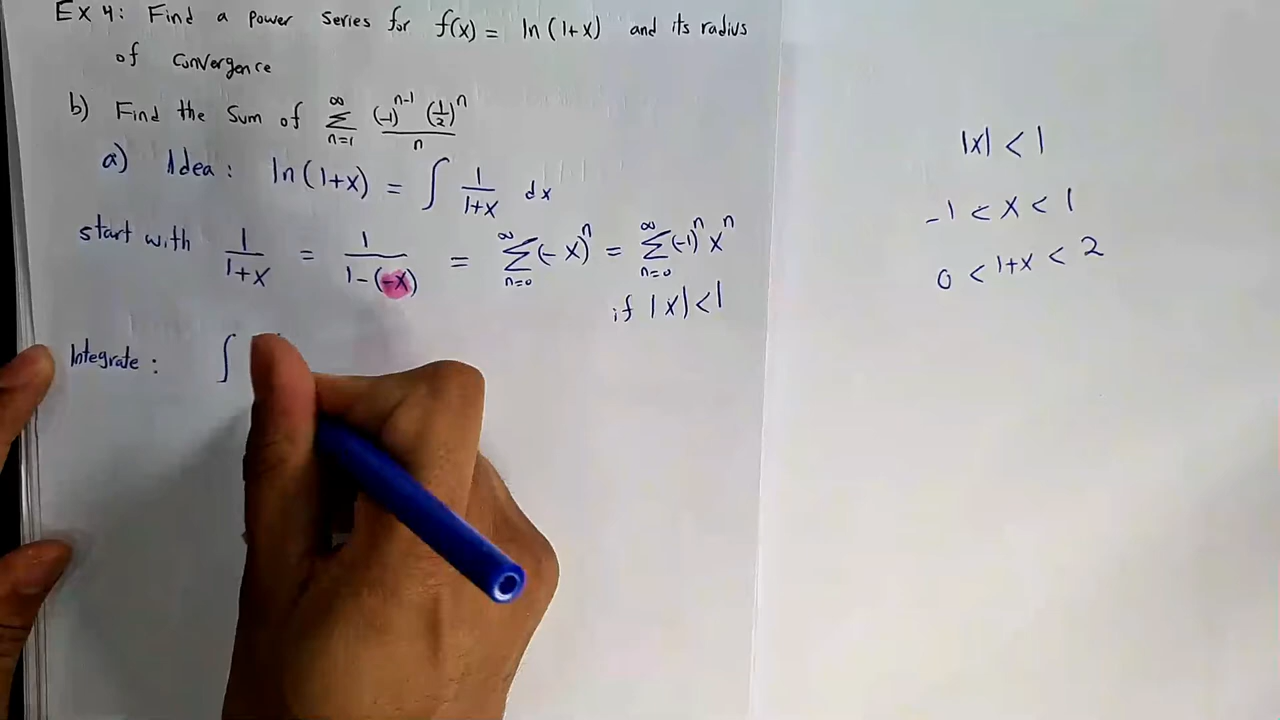 Ex 4: Find a power series for f(x) = ln(1+x) and its radius
of convergence
b) Find the sum of ∞∑n=1 (-1)^(n-1) (1/2)^n / n
a) Idea: ln(1+x) = ∫ 1/(1+x) dx
start with 1/(1+x) = 1/(1-(-x)) = ∞∑n=0 (-x)^n = ∞∑n=0 (-1)^n x^n
if |x|<1
Integrate: ∫
|x| < 1
-1 < x < 1
0 < 1+x < 2